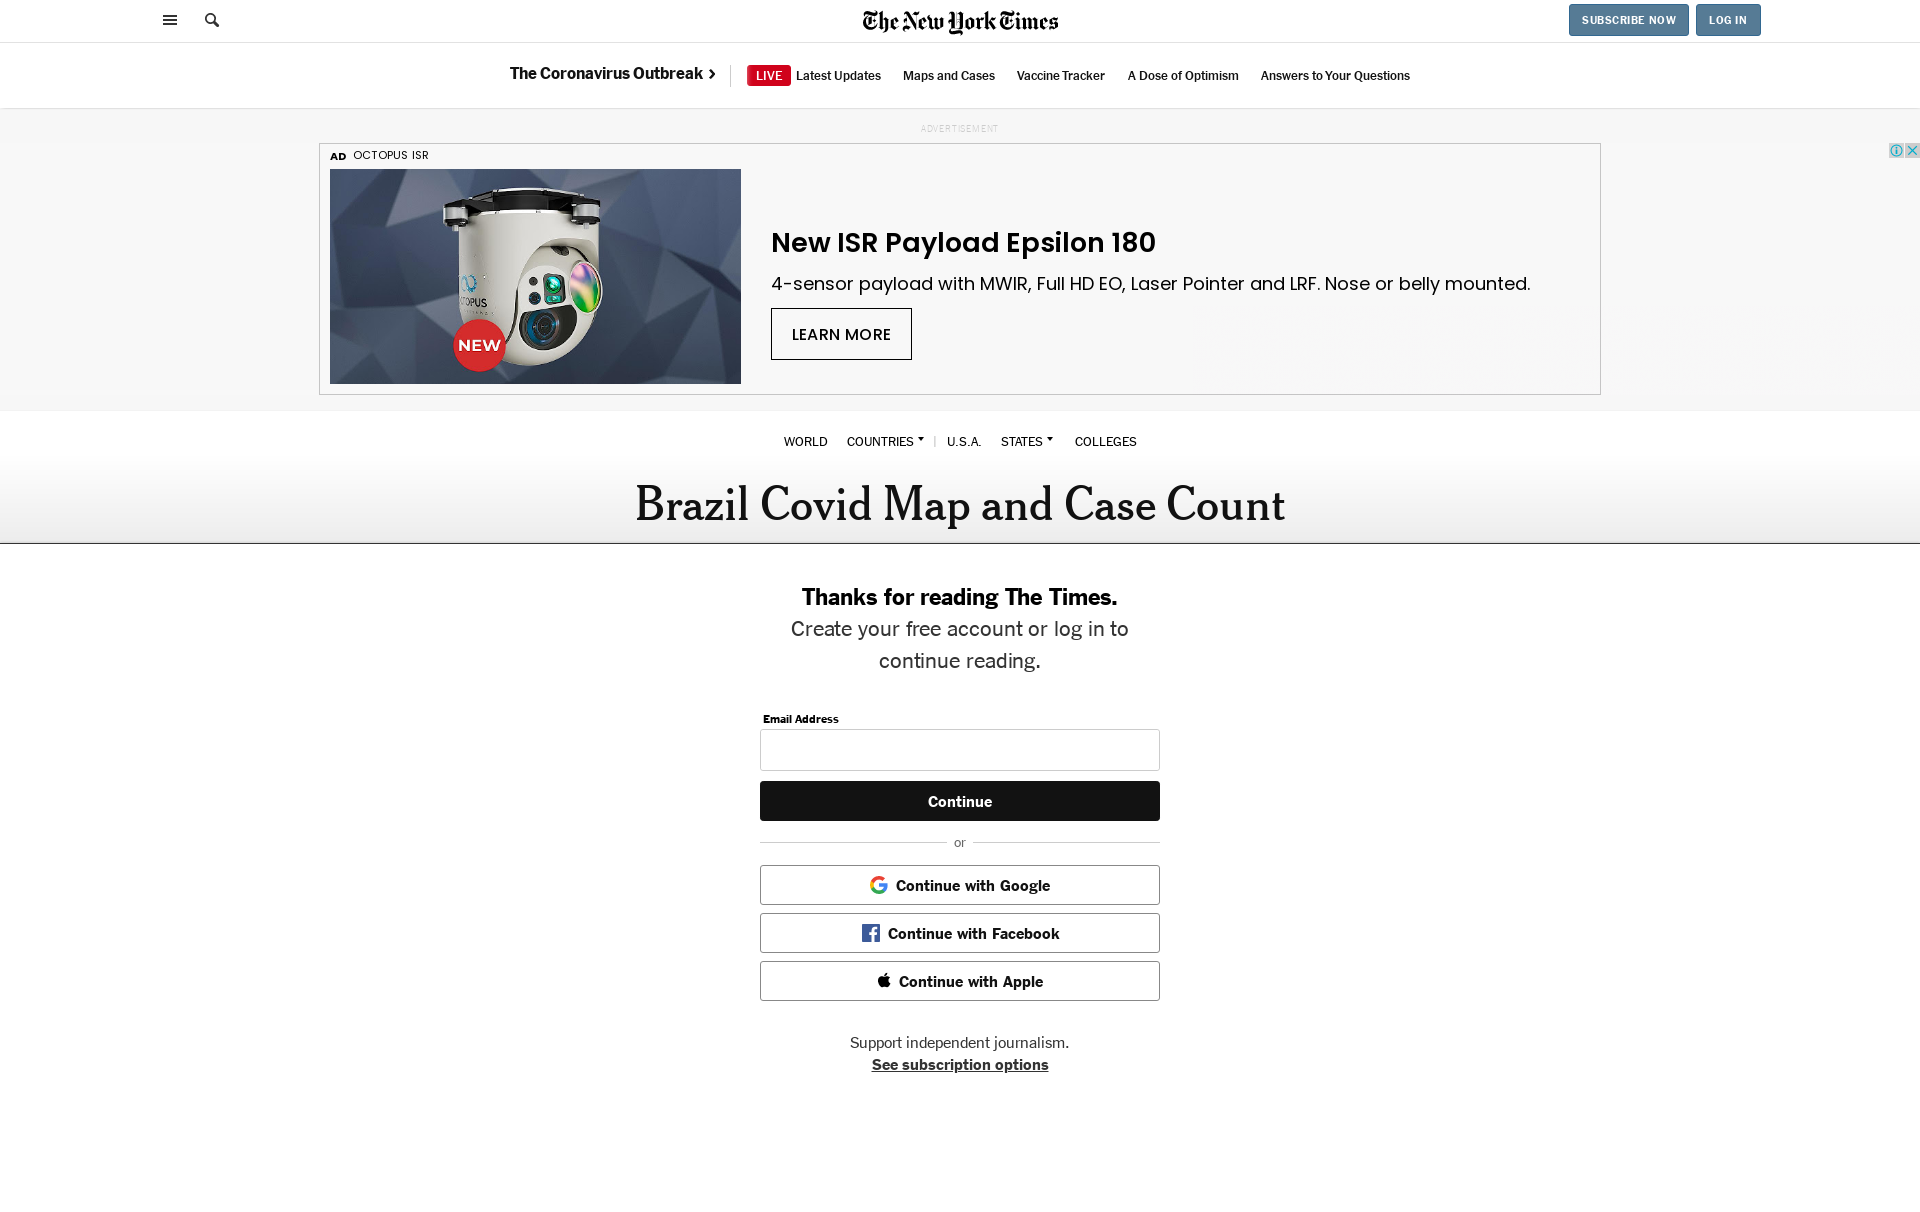 The New York Times
SUBSCRIBE NOW
LOG IN
The Coronavirus Outbreak
LIVE Latest Updates
Maps and Cases
Vaccine Tracker
A Dose of Optimism
Answers to Your Questions
ADVERTISEMENT
AD OCTOPUS ISR
NEW
New ISR Payload Epsilon 180
4-sensor payload with MWIR, Full HD EO, Laser Pointer and LRF. Nose or belly mounted.
LEARN MORE
WORLD COUNTRIES | U.S.A. STATES COLLEGES
Brazil Covid Map and Case Count
Thanks for reading The Times.
Create your free account or log in to
continue reading.
Email Address
Continue
or
Continue with Google
Continue with Facebook
Continue with Apple
Support independent journalism.
See subscription options